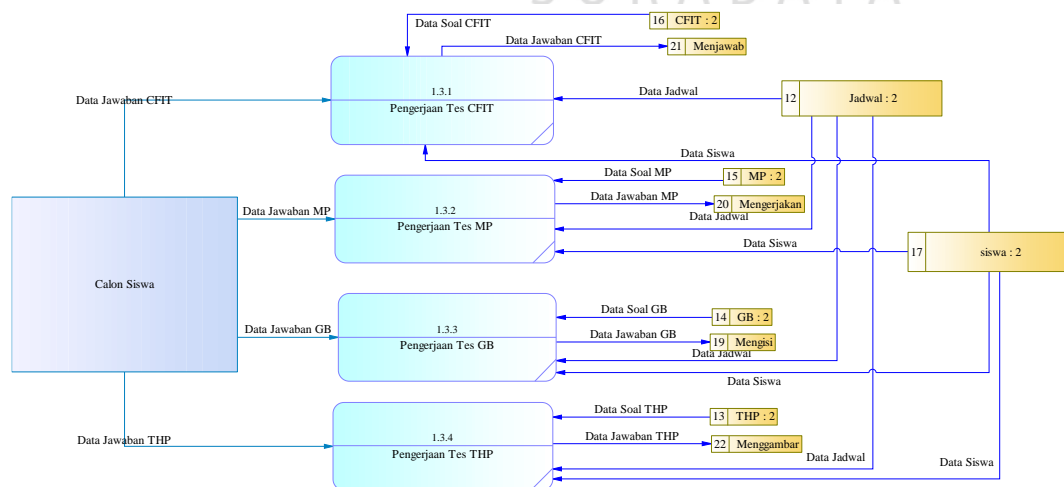 SURABAYA
Data Soal CFIT
16 CFIT : 2
Data Jawaban CFIT
21 Menjawab
1.3.1
Pengerjaan Tes CFIT
Data Jawaban CFIT
Data Jadwal
12 Jadwal : 2
Data Siswa
Data Soal MP
15 MP : 2
1.3.2
Pengerjaan Tes MP
Data Jawaban MP
Data Jawaban MP
20 Mengerjakan
Data Jadwal
Data Siswa
17 siswa : 2
Calon Siswa
Data Soal GB
14 GB : 2
1.3.3
Pengerjaan Tes GB
Data Jawaban GB
Data Jawaban GB
19 Mengisi
Data Jadwal
Data Siswa
Data Soal THP
13 THP : 2
1.3.4
Pengerjaan Tes THP
Data Jawaban THP
Data Jawaban THP
22 Menggambar
Data Jadwal
Data Siswa